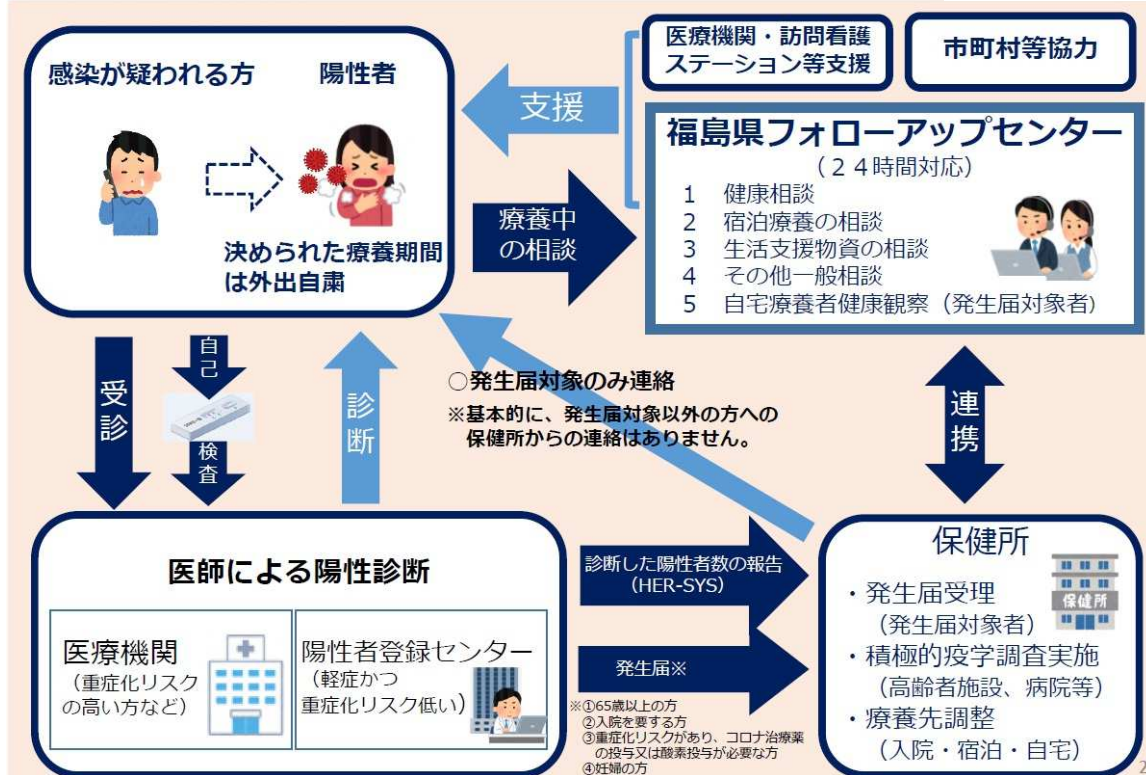 感染が疑われる方
陽性者
決められた療養期間
は外出自粛
支援
療養中
の相談
医療機関・訪問看護
ステーション等支援
市町村等協力
福島県フォローアップセンター
（２４時間対応）
1 健康相談
2 宿泊療養の相談
3 生活支援物資の相談
4 その他一般相談
5 自宅療養者健康観察（発生届対象者）
受診
自己
検査
診断
○発生届対象のみ連絡
※基本的に、発生届対象以外の方への
保健所からの連絡はありません。
連携
医師による陽性診断
医療機関
（重症化リスク
の高い方など）
陽性者登録センター
（軽症かつ
重症化リスク低い）
診断した陽性者数の報告
（HER-SYS）
発生届※
※①65歳以上の方
②入院を要する方
③重症化リスクがあり、コロナ治療薬
の投与又は酸素投与が必要な方
④妊婦の方
保健所
保健所
・発生届受理
（発生届対象者）
・積極的疫学調査実施
（高齢者施設、病院等）
・療養先調整
（入院・宿泊・自宅）